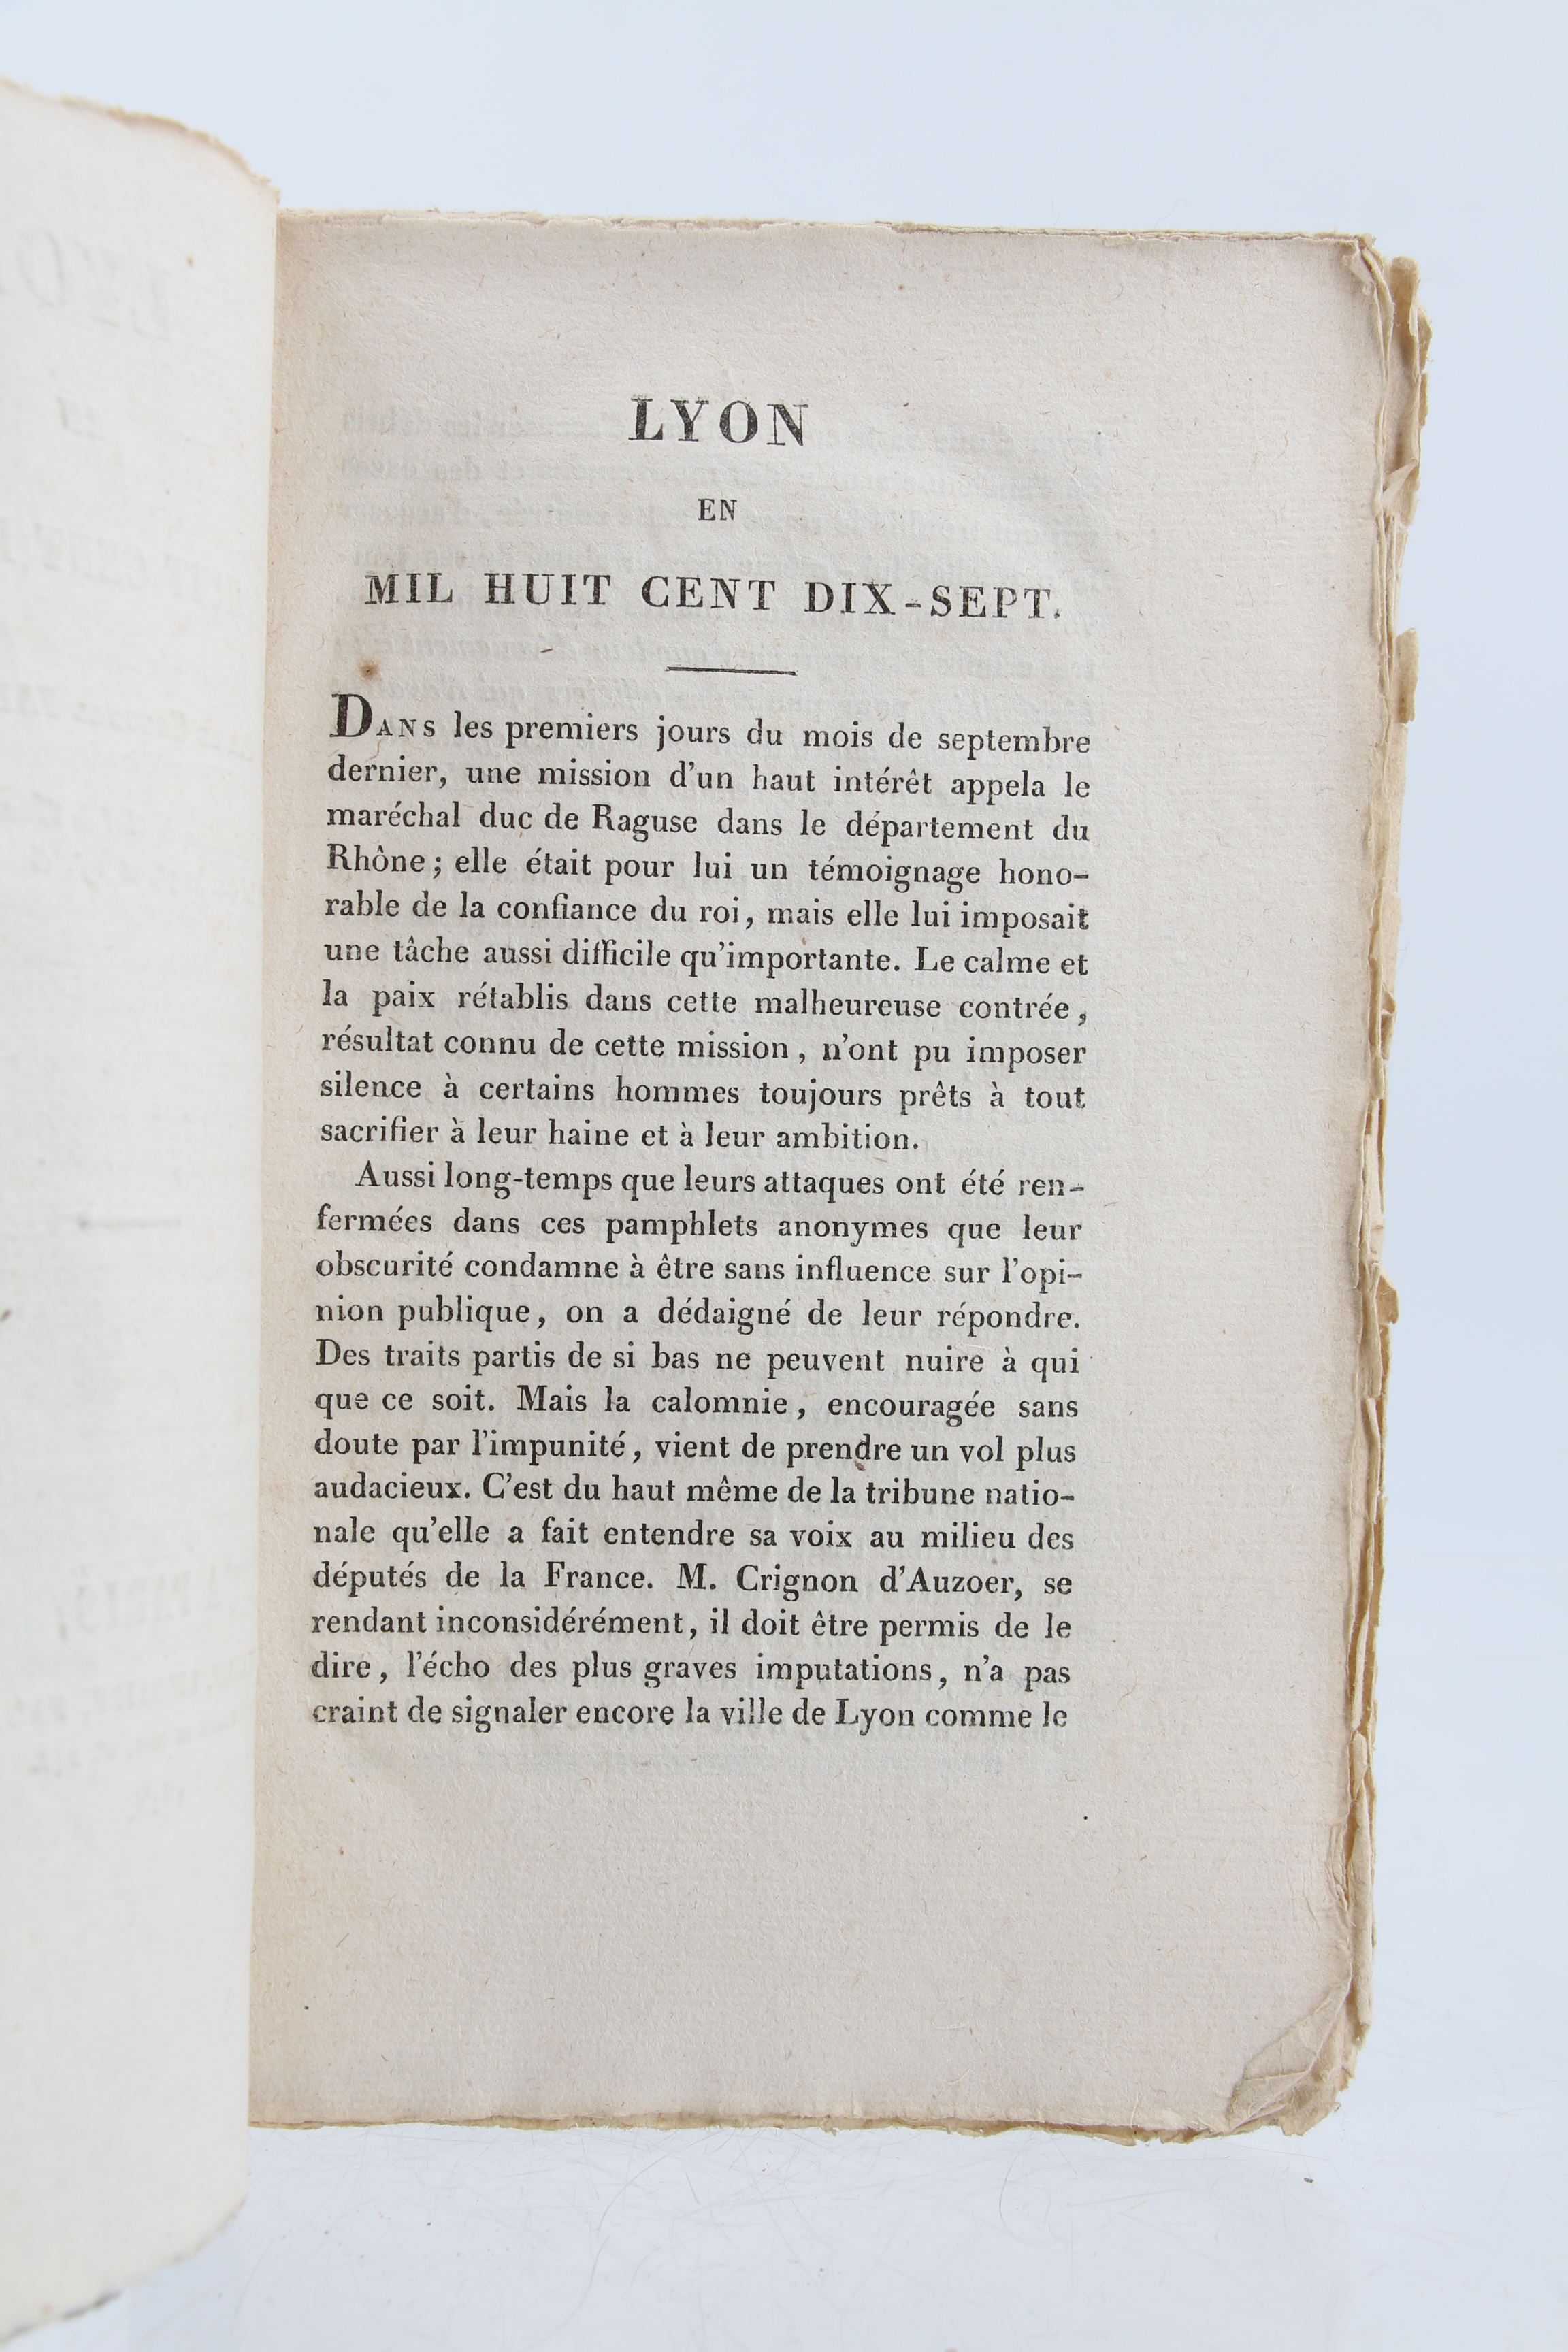 LYON
EN
MIL HUIT CENT DIX-SEPT.
DANS les premiers jours du mois de septembre
dernier, une mission d'un haut intérêt appela le
maréchal duc de Raguse dans le département du
Rhône ; elle était pour lui un témoignage hono-
rable de la confiance du roi, mais elle lui imposait
une tâche aussi difficile qu'importante. Le calme et
la paix rétablis dans cette malheureuse contrée,
résultat connu de cette mission, n'ont pu imposer
silence à certains hommes toujours prêts à tout
sacrifier à leur haine et à leur ambition.
Aussi long-temps que leurs attaques ont été ren-
fermées dans ces pamphlets anonymes que leur
obscurité condamne à être sans influence sur l'opi-
nion publique, on a dédaigné de leur répondre.
Des traits partis de si bas ne peuvent nuire à qui
que ce soit. Mais la calomnie, encouragée sans
doute par l'impunité, vient de prendre un vol plus
audacieux. C'est du haut même de la tribune natio-
nale qu'elle a fait entendre sa voix au milieu des
députés de la France. M. Crignon d'Auzoer, se
rendant inconsidérément, il doit être permis de le
dire, l'écho des plus graves imputations, n'a pas
craint de signaler encore la ville de Lyon comme le